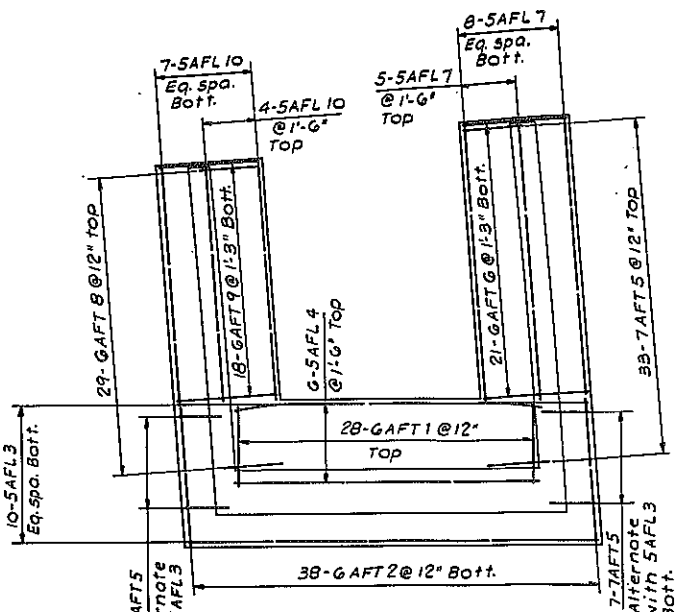 8-5AFL7
Eq. spa.
Bott.
7-5AFL10
Eq. spa.
Bott.
5-5AFL7
@ 1'-6"
Top
4-5AFL10
@ 1'-6"
Top
29-6AFT8 @12" top
18-6AFT9 @ 1'-3" Bott.
6-5AFL4
@ 1'-6" Top
21-6AFT6 @ 1'-3" Bott.
33-7AFT5 @ 12" Top
28-6AFT1 @12"
Top
10-5AFL3
Eq. spa. Bott.
AFT5
rnate
AFL3
38-6AFT2 @ 12" Bott.
7-7AFT5
Alternate
with 5AFL3
Bott.